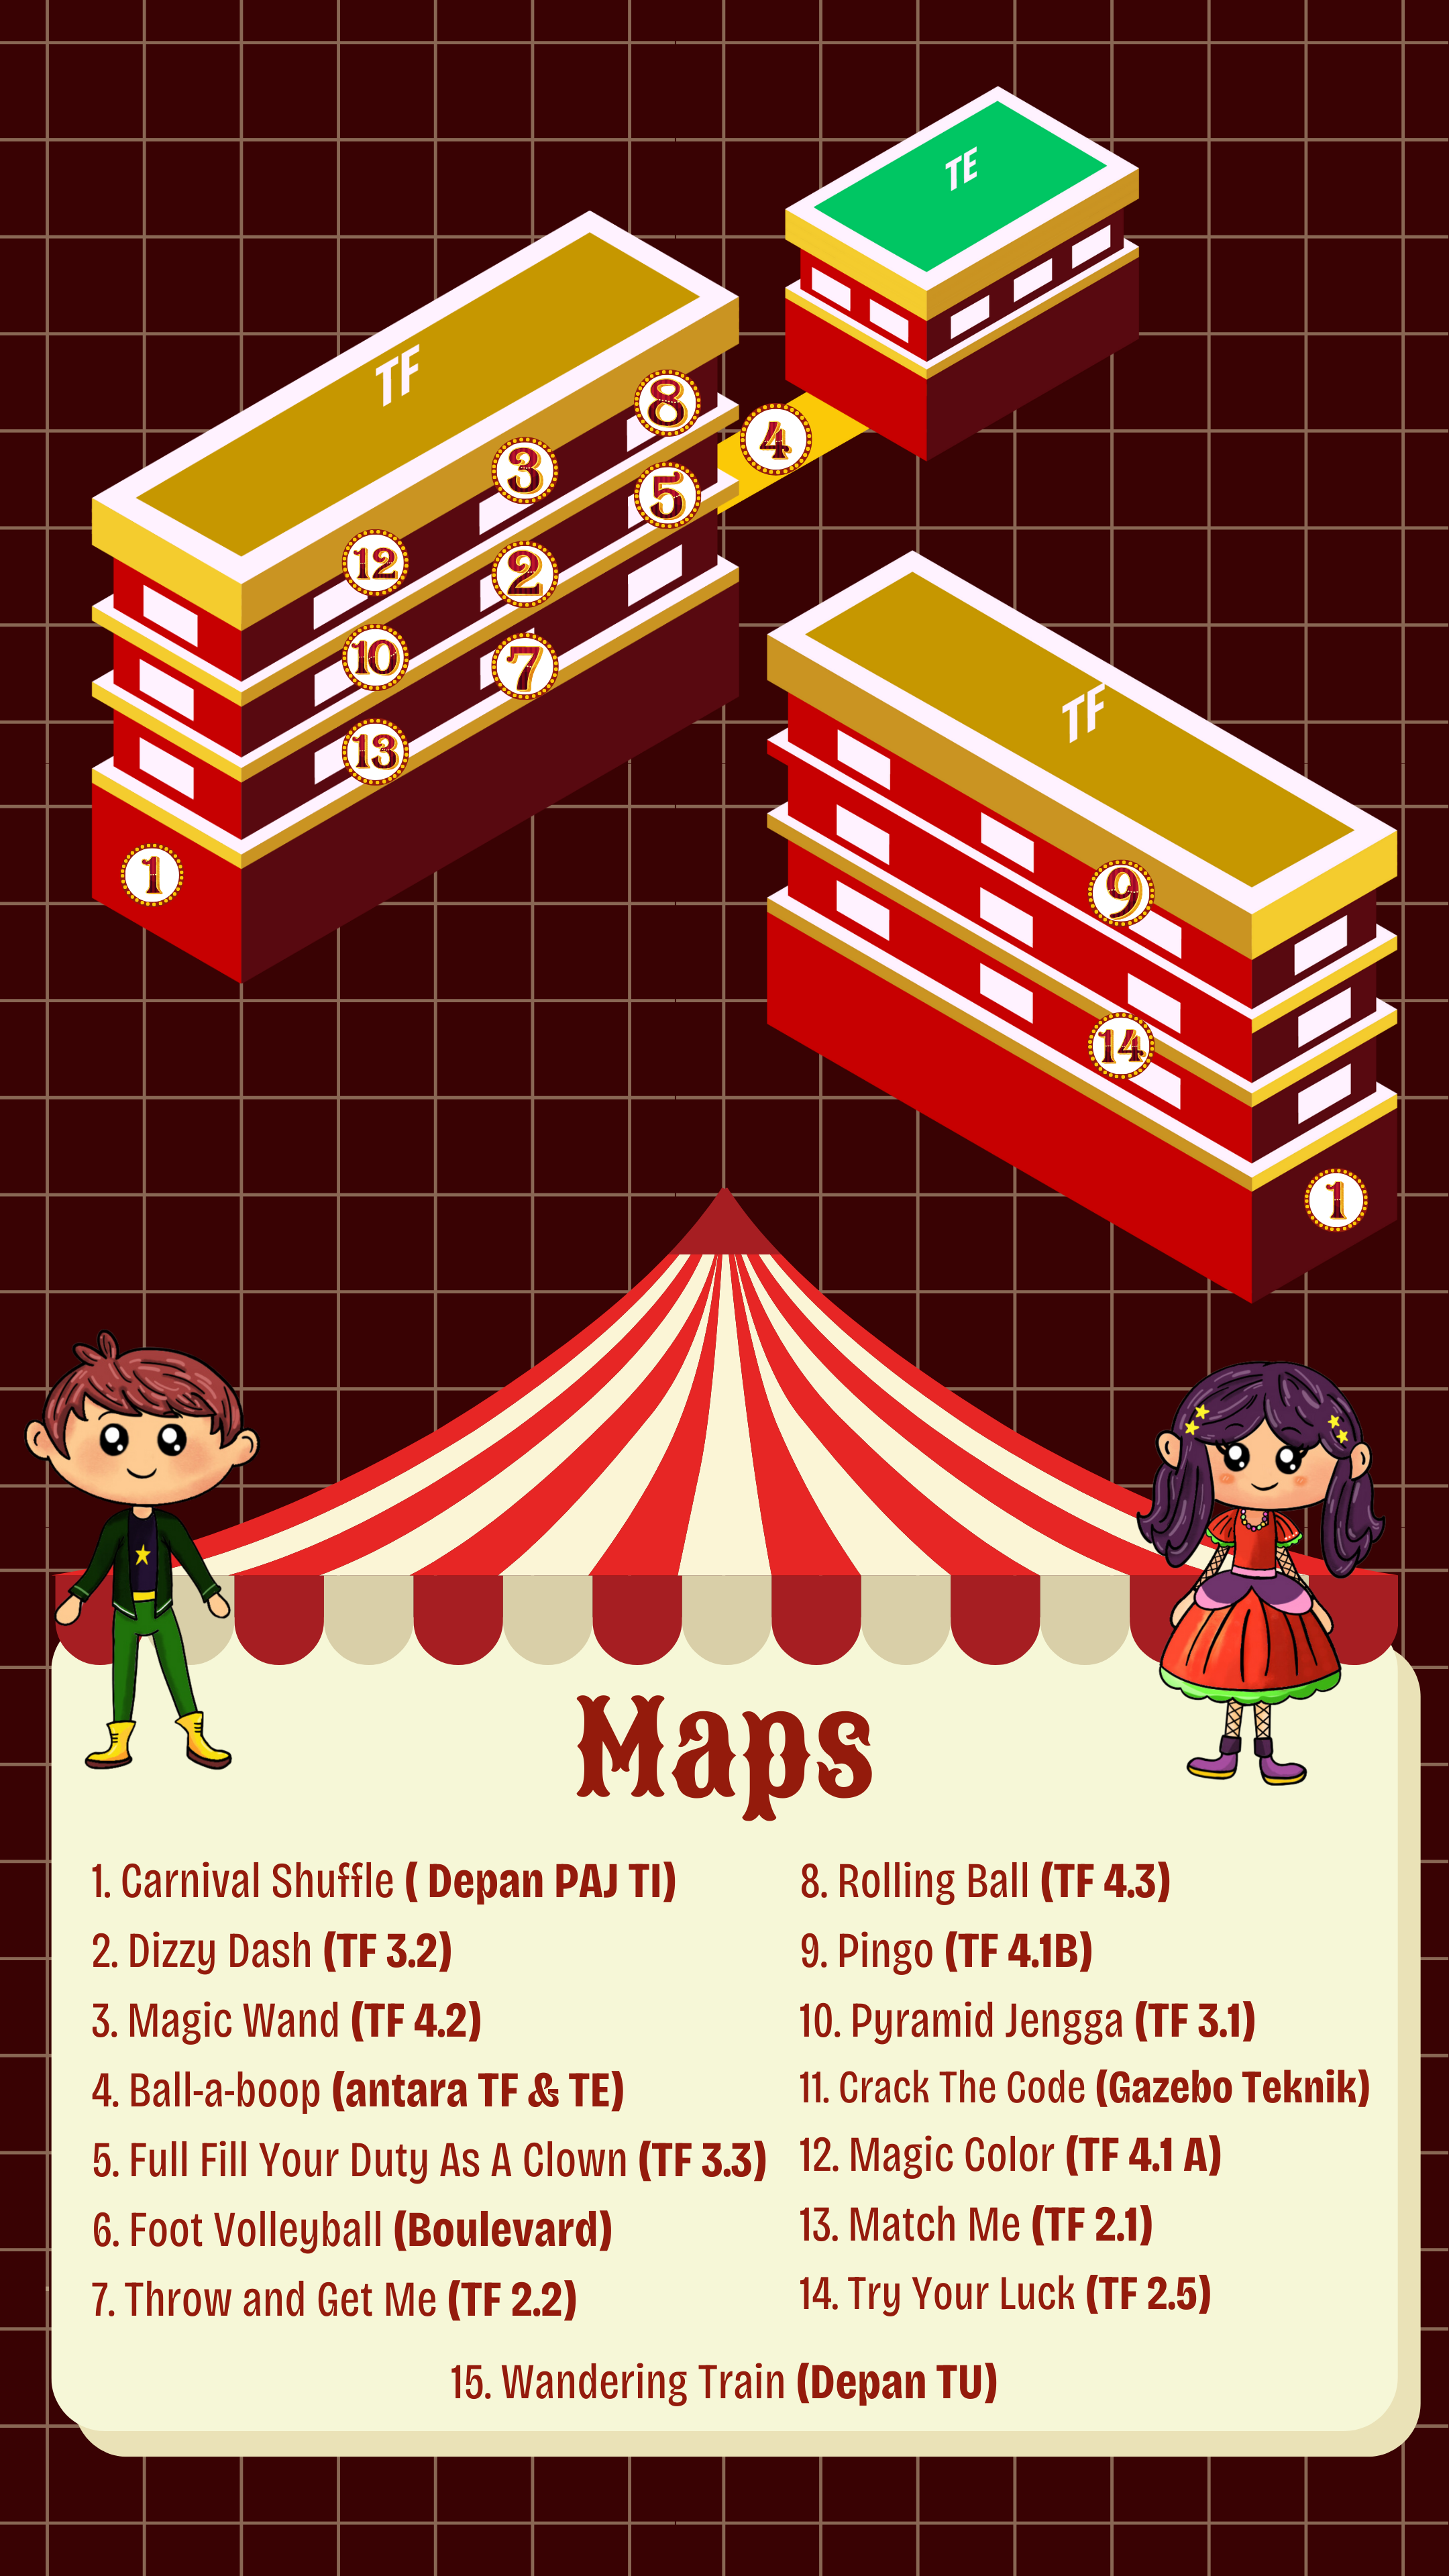 TE
TF
8
4
3
5
12
2
10
7
13
1
TF
9
14
1
Maps
1. Carnival Shuffle ( Depan PAJ TI)
2. Dizzy Dash (TF 3.2)
3. Magic Wand (TF 4.2)
4. Ball-a-boop (antara TF & TE)
5. Full Fill Your Duty As A Clown (TF 3.3)
6. Foot Volleyball (Boulevard)
7. Throw and Get Me (TF 2.2)
8. Rolling Ball (TF 4.3)
9. Pingo (TF 4.1B)
10. Pyramid Jengga (TF 3.1)
11. Crack The Code (Gazebo Teknik)
12. Magic Color (TF 4.1 A)
13. Match Me (TF 2.1)
14. Try Your Luck (TF 2.5)
15. Wandering Train (Depan TU)